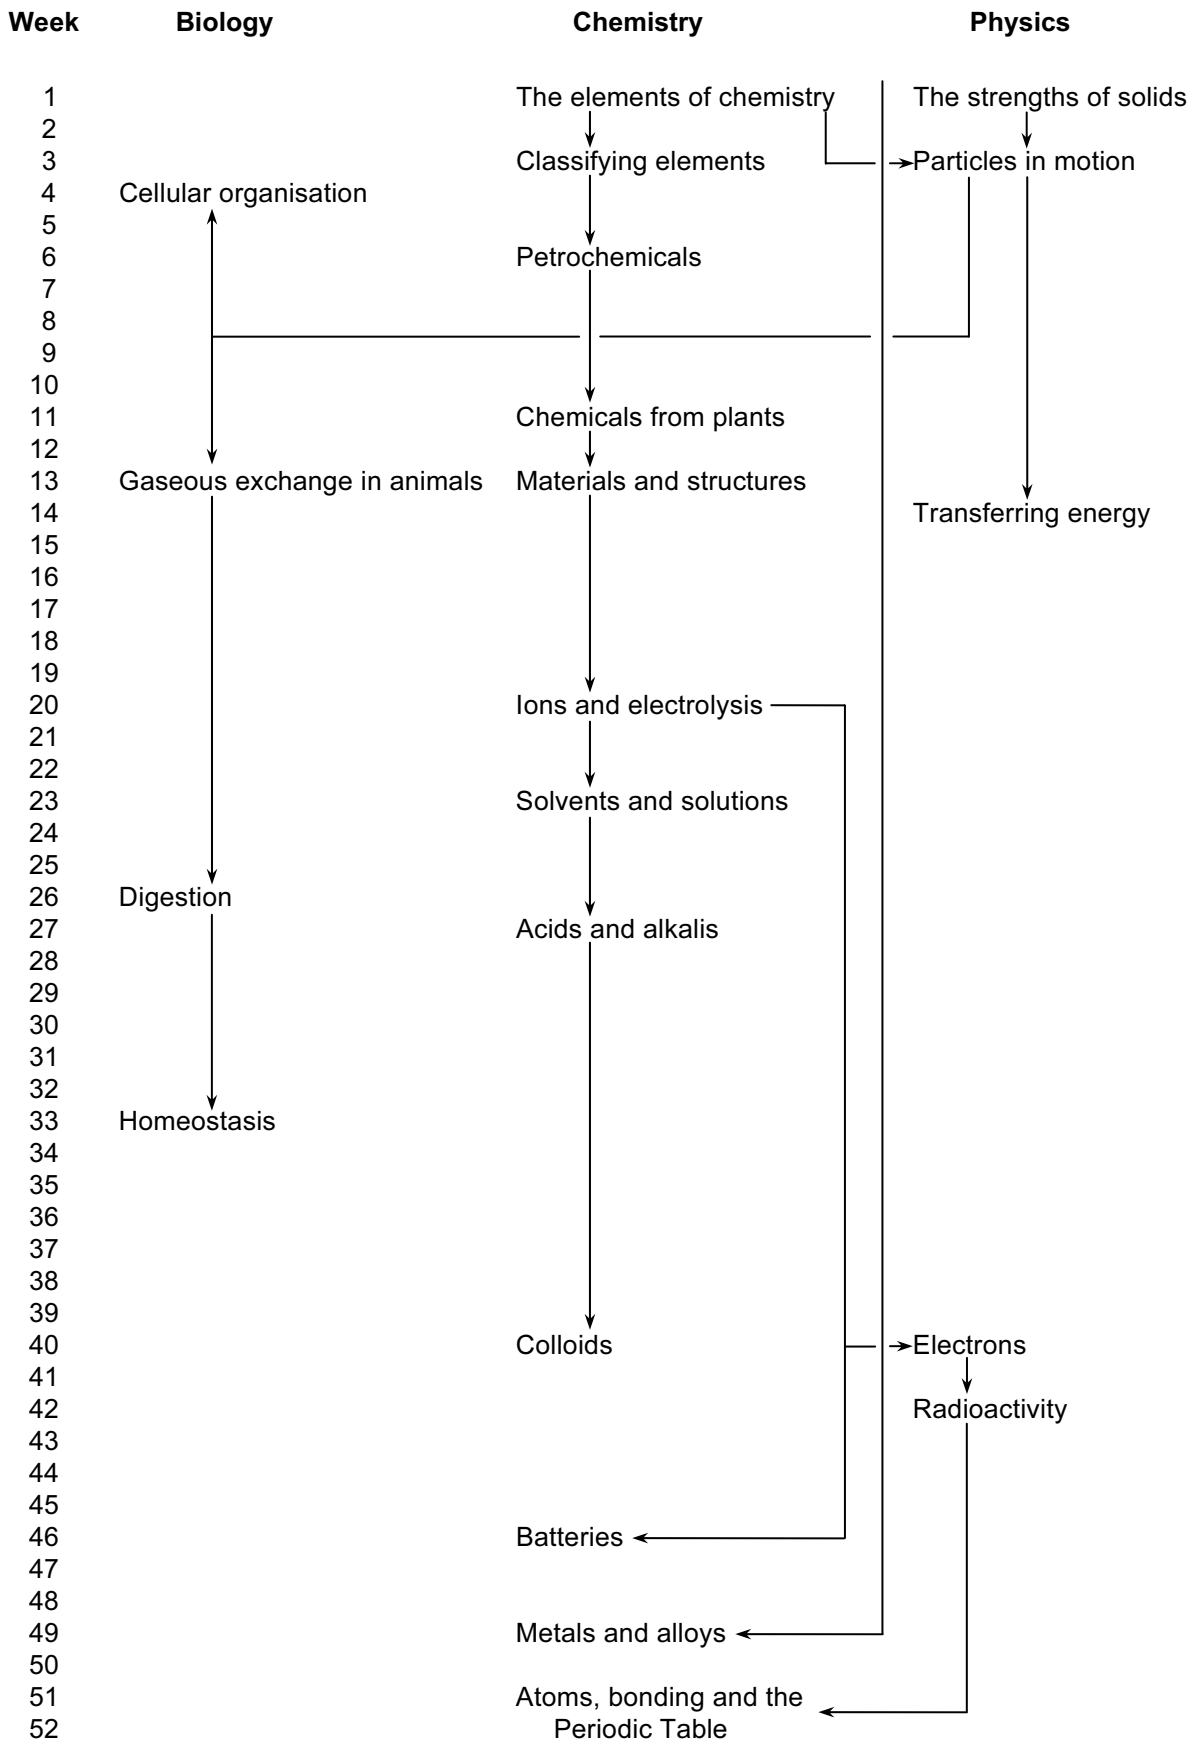 Week Biology Chemistry Physics
1 The elements of chemistry The strengths of solids
2
3 Classifying elements Particles in motion
4 Cellular organisation
5
6 Petrochemicals
7
8
9
10
11 Chemicals from plants
12
13 Gaseous exchange in animals Materials and structures
14 Transferring energy
15
16
17
18
19
20 Ions and electrolysis
21
22
23 Solvents and solutions
24
25
26 Digestion
27 Acids and alkalis
28
29
30
31
32
33 Homeostasis
34
35
36
37
38
39
40 Colloids Electrons
41
42 Radioactivity
43
44
45
46 Batteries
47
48
49 Metals and alloys
50
51 Atoms, bonding and the
52 Periodic Table